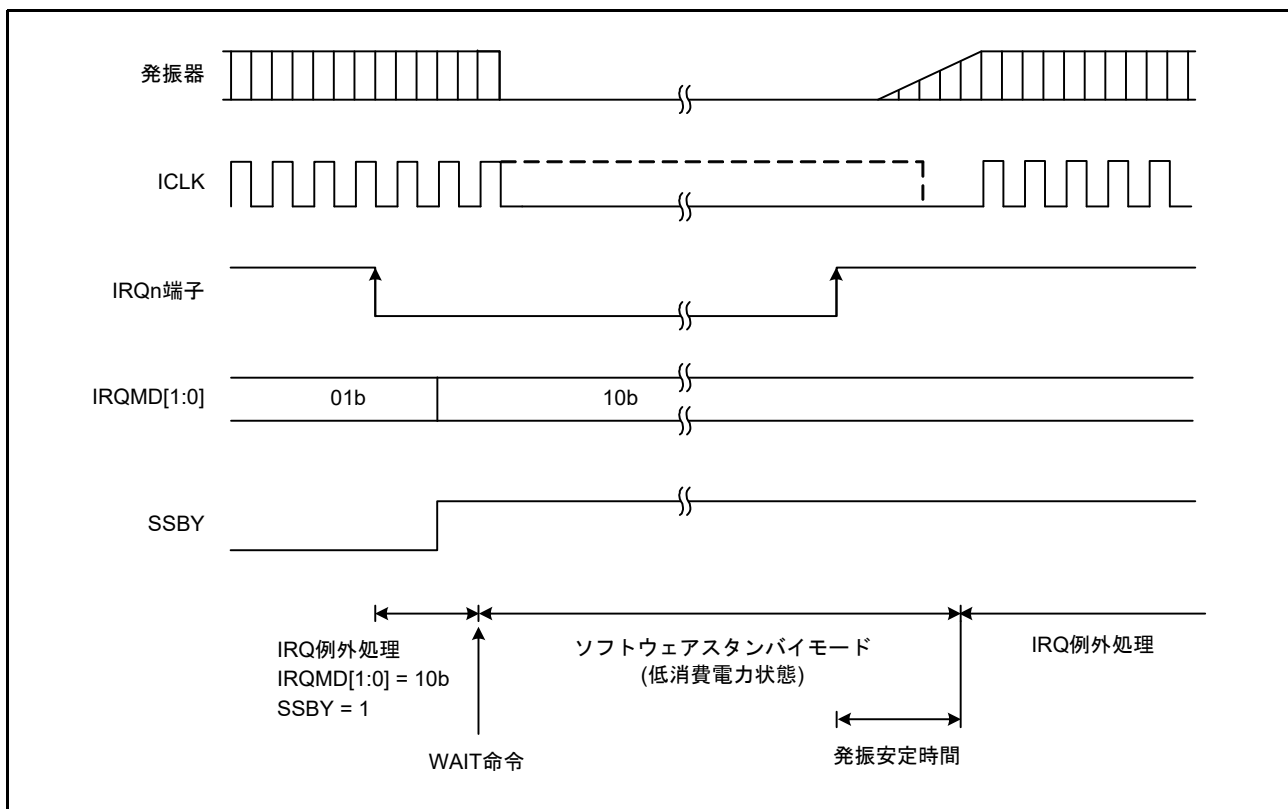 発振器
ICLK
IRQn端子
IRQMD[1:0]
01b
10b
SSBY
IRQ例外処理
IRQMD[1:0] = 10b
SSBY = 1
ソフトウェアスタンバイモード
(低消費電力状態)
IRQ例外処理
WAIT命令
発振安定時間